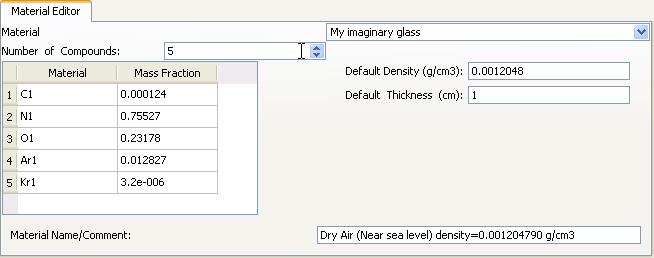 Material Editor
Material My imaginary glass
Number of Compounds: 5
Material Mass Fraction
1 C1 0.000124
2 N1 0.75527
3 O1 0.23178
4 Ar1 0.012827
5 Kr1 3.2e-006
Default Density (g/cm3): 0.0012048
Default Thickness (cm): 1
Material Name/Comment: Dry Air (Near sea level) density=0.001204790 g/cm3